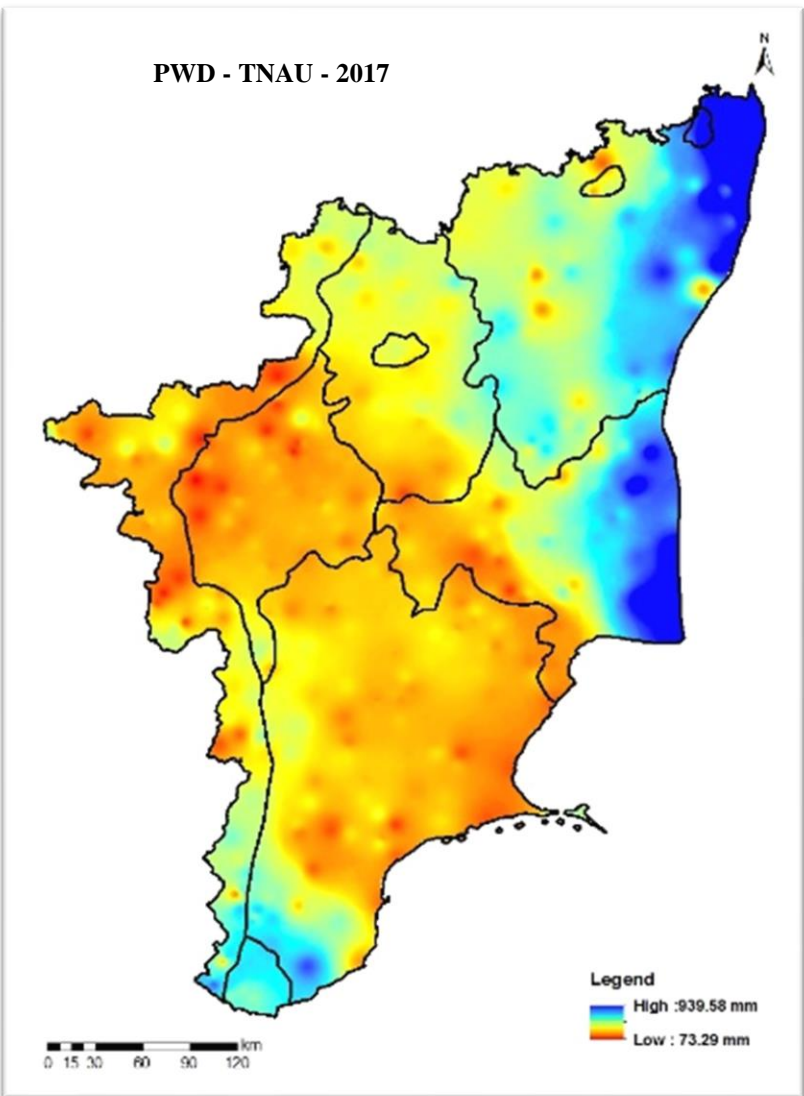 N
PWD - TNAU - 2017
Legend
High :939.58 mm
Low : 73.29 mm
km
0 15 30 60 90 120